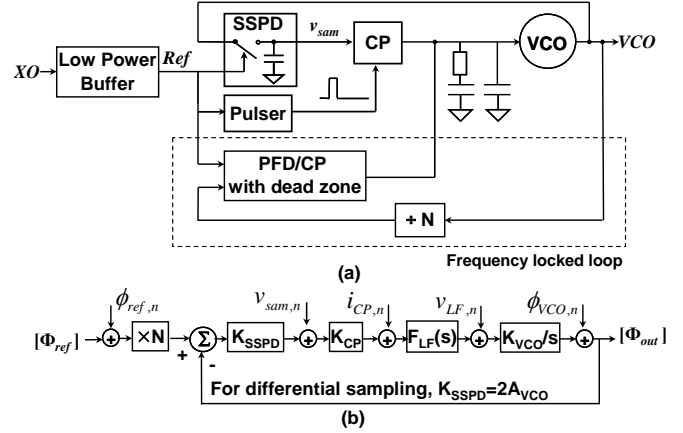 SSPD
v_sam
CP
VCO
VCO
XO
Low Power
Buffer
Ref
Pulser
PFD/CP
with dead zone
÷ N
Frequency locked loop
(a)
ϕ_ref,n
v_sam,n
i_CP,n
v_LF,n
ϕ_VCO,n
[Φ_ref]
+
×N
Σ
K_SSPD
+
K_CP
+
F_LF(s)
+
K_VCO/s
+
[Φ_out]
+
-
For differential sampling, K_SSPD=2A_VCO
(b)